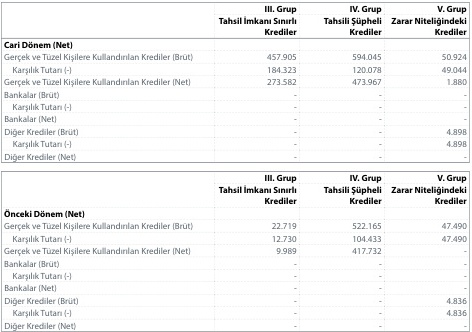 III. Grup IV. Grup V. Grup
Tahsil İmkanı Sınırlı Tahsili Şüpheli Zarar Niteliğindeki
Krediler Krediler Krediler
Cari Dönem (Net)
Gerçek ve Tüzel Kişilere Kullandırılan Krediler (Brüt) 457.905 594.045 50.924
Karşılık Tutarı (-) 184.323 120.078 49.044
Gerçek ve Tüzel Kişilere Kullandırılan Krediler (Net) 273.582 473.967 1.880
Bankalar (Brüt) - - -
Karşılık Tutarı (-) - - -
Bankalar (Net) - - -
Diğer Krediler (Brüt) - - 4.898
Karşılık Tutarı (-) - - 4.898
Diğer Krediler (Net) - - -
III. Grup IV. Grup V. Grup
Tahsil İmkanı Sınırlı Tahsili Şüpheli Zarar Niteliğindeki
Krediler Krediler Krediler
Önceki Dönem (Net)
Gerçek ve Tüzel Kişilere Kullandırılan Krediler (Brüt) 22.719 522.165 47.490
Karşılık Tutarı (-) 12.730 104.433 47.490
Gerçek ve Tüzel Kişilere Kullandırılan Krediler (Net) 9.989 417.732 -
Bankalar (Brüt) - - -
Karşılık Tutarı (-) - - -
Bankalar (Net) - - -
Diğer Krediler (Brüt) - - 4.836
Karşılık Tutarı (-) - - 4.836
Diğer Krediler (Net) - - -